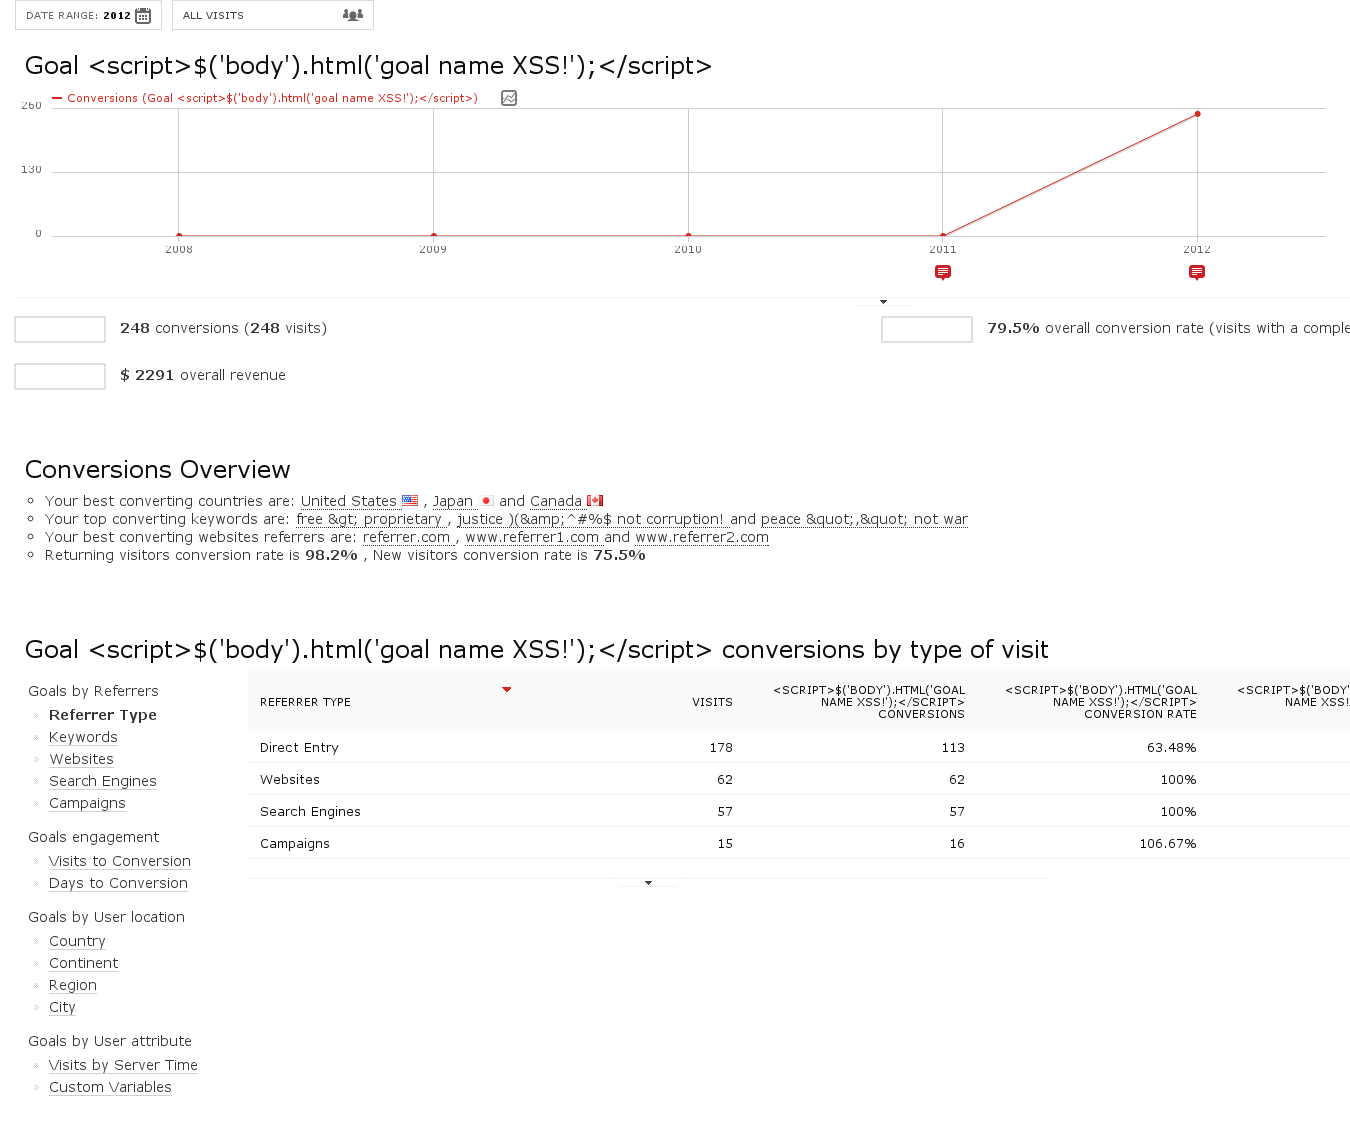 DATE RANGE: 2012 ALL VISITS
Goal <script>$('body').html('goal name XSS!');</script>
Conversions (Goal <script>$('body').html('goal name XSS!');</script>)
260
130
0
2008 2009 2010 2011 2012
248 conversions (248 visits) 79.5% overall conversion rate (visits with a comple
$ 2291 overall revenue
Conversions Overview
Your best converting countries are: United States , Japan and Canada
Your top converting keywords are: free &gt; proprietary , justice )(&amp;^#%$ not corruption! and peace &quot;,&quot; not war
Your best converting websites referrers are: referrer.com , www.referrer1.com and www.referrer2.com
Returning visitors conversion rate is 98.2% , New visitors conversion rate is 75.5%
Goal <script>$('body').html('goal name XSS!');</script> conversions by type of visit
Goals by Referrers
» Referrer Type
» Keywords
» Websites
» Search Engines
» Campaigns
Goals engagement
» Visits to Conversion
» Days to Conversion
Goals by User location
» Country
» Continent
» Region
» City
Goals by User attribute
» Visits by Server Time
» Custom Variables
<SCRIPT>$('BODY').HTML('GOAL <SCRIPT>$('BODY').HTML('GOAL <SCRIPT>$('BODY'
REFERRER TYPE VISITS NAME XSS!');</SCRIPT> NAME XSS!');</SCRIPT> NAME XSS!
CONVERSIONS CONVERSION RATE
Direct Entry 178 113 63.48%
Websites 62 62 100%
Search Engines 57 57 100%
Campaigns 15 16 106.67%